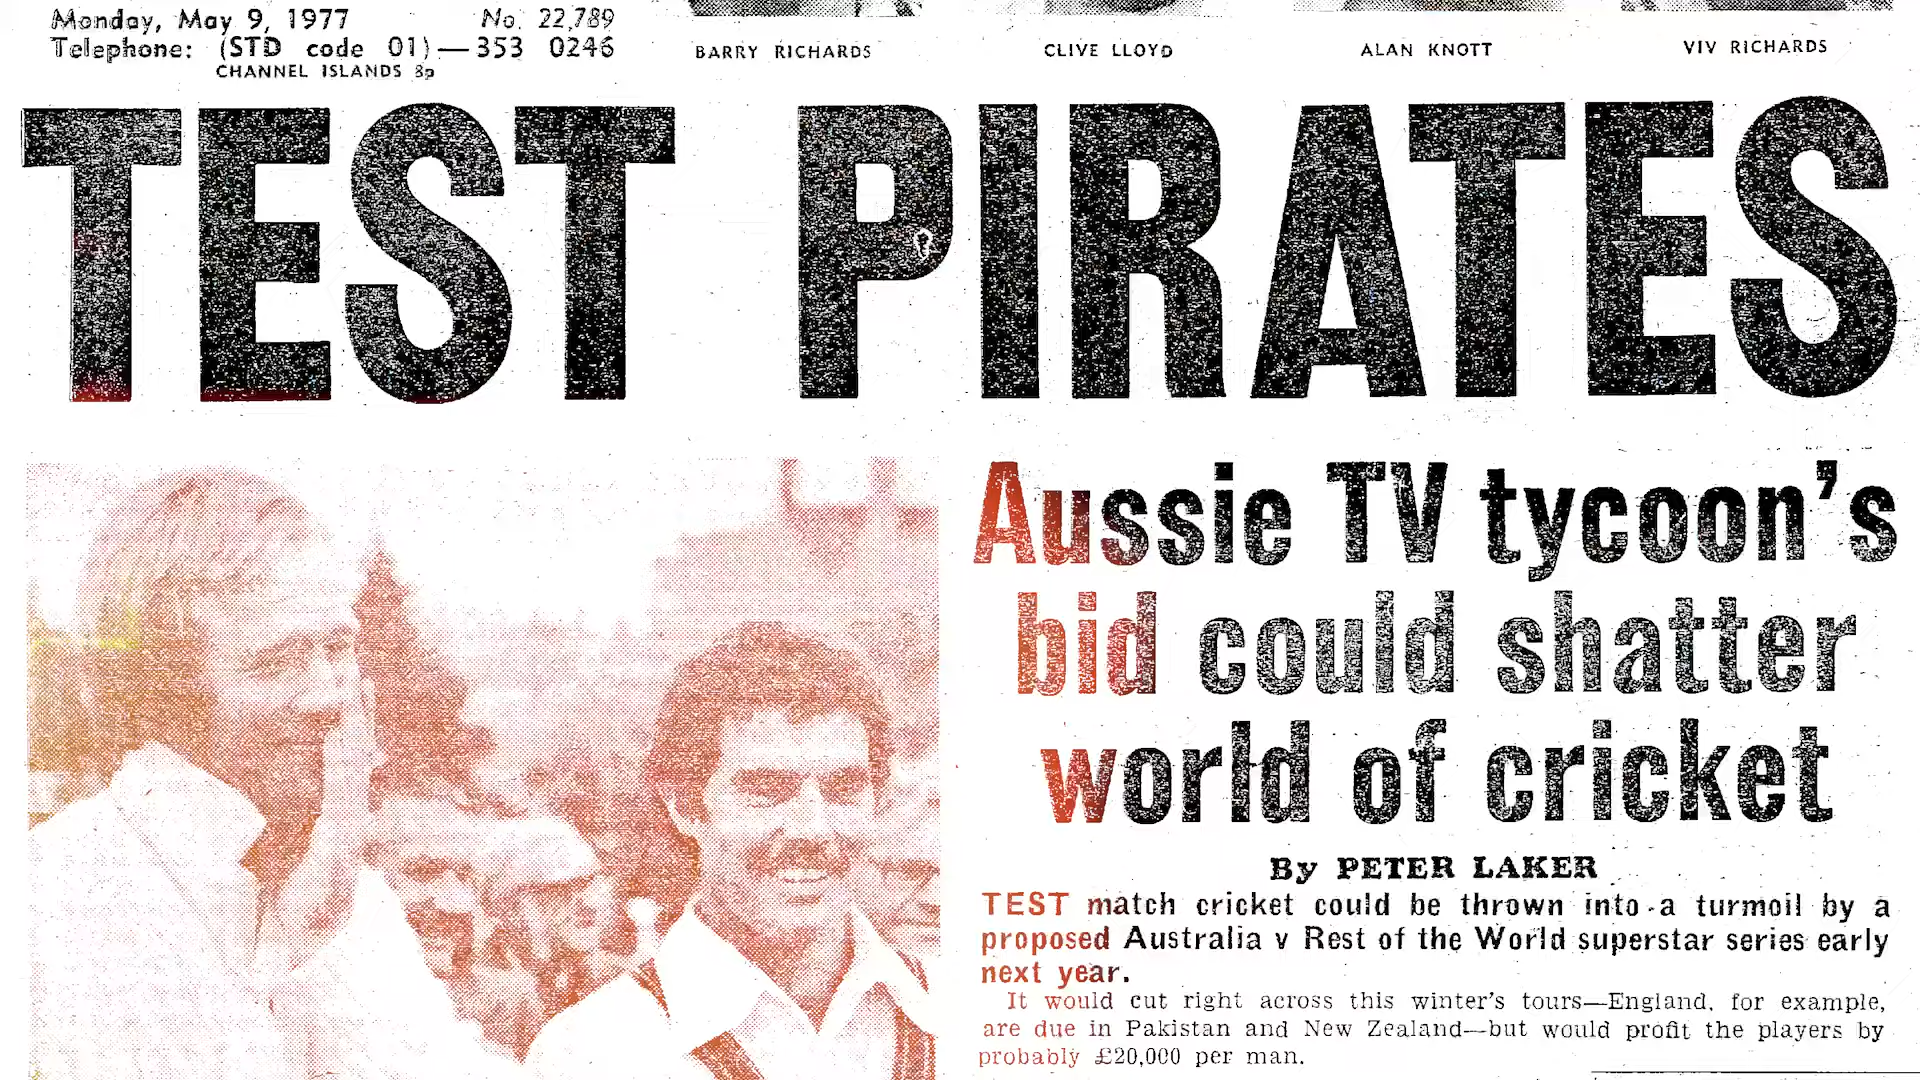 Monday, May 9, 1977 No. 22,789
Telephone: (STD code 01)—353 0246
CHANNEL ISLANDS 8p
BARRY RICHARDS CLIVE LLOYD ALAN KNOTT VIV RICHARDS
TEST PIRATES
Aussie TV tycoon's
bid could shatter
world of cricket
By PETER LAKER
TEST match cricket could be thrown into a turmoil by a
proposed Australia v Rest of the World superstar series early
next year.
It would cut right across this winter's tours—England, for example,
are due in Pakistan and New Zealand—but would profit the players by
probably £20,000 per man.